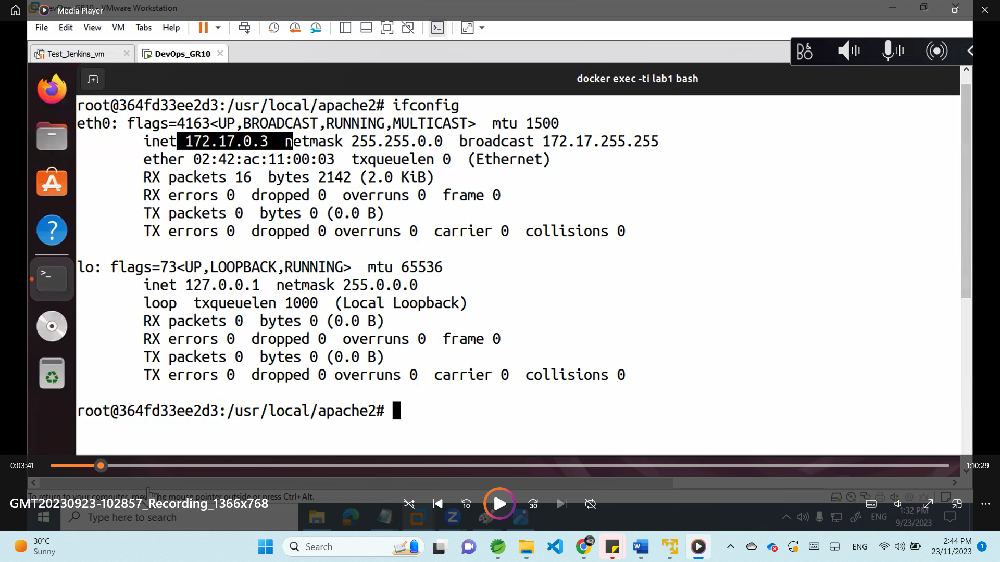 DevOps_GR10 - VMware Workstation
Media Player
File Edit View VM Tabs Help
Test_Jenkins_vm
DevOps_GR10
docker exec -ti lab1 bash
root@364fd33ee2d3:/usr/local/apache2# ifconfig
eth0: flags=4163<UP,BROADCAST,RUNNING,MULTICAST>  mtu 1500
        inet 172.17.0.3  netmask 255.255.0.0  broadcast 172.17.255.255
        ether 02:42:ac:11:00:03  txqueuelen 0  (Ethernet)
        RX packets 16  bytes 2142 (2.0 KiB)
        RX errors 0  dropped 0  overruns 0  frame 0
        TX packets 0  bytes 0 (0.0 B)
        TX errors 0  dropped 0 overruns 0  carrier 0  collisions 0
lo: flags=73<UP,LOOPBACK,RUNNING>  mtu 65536
        inet 127.0.0.1  netmask 255.0.0.0
        loop  txqueuelen 1000  (Local Loopback)
        RX packets 0  bytes 0 (0.0 B)
        RX errors 0  dropped 0  overruns 0  frame 0
        TX packets 0  bytes 0 (0.0 B)
        TX errors 0  dropped 0 overruns 0  carrier 0  collisions 0
root@364fd33ee2d3:/usr/local/apache2#
0:03:41
1:10:29
To return to your computer, mo the mouse pointer outside or press Ctrl+Alt.
GMT20230923-102857_Recording_1366x768
10
30
Type here to search
ENG
1:32 PM
9/23/2023
30°C
Sunny
Search
ENG
2:44 PM
23/11/2023
1